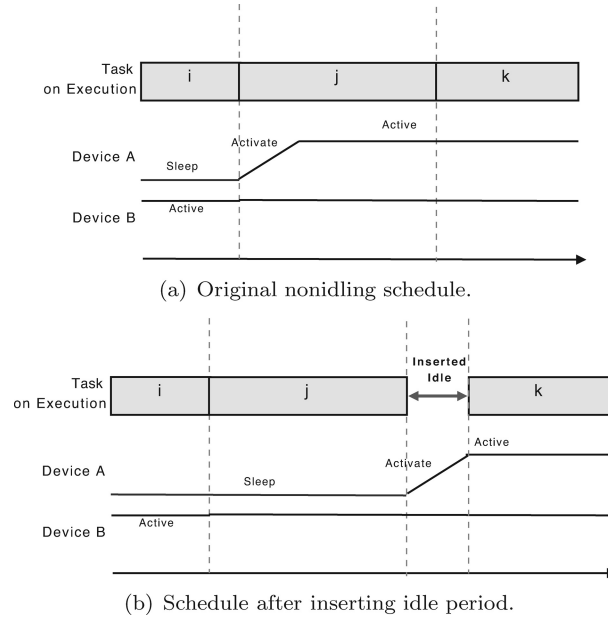 Task
on Execution
i
j
k
Active
Activate
Device A
Sleep
Active
Device B
(a) Original nonidling schedule.
Inserted
Idle
Task
on Execution
i
j
k
Active
Device A
Activate
Sleep
Active
Device B
(b) Schedule after inserting idle period.